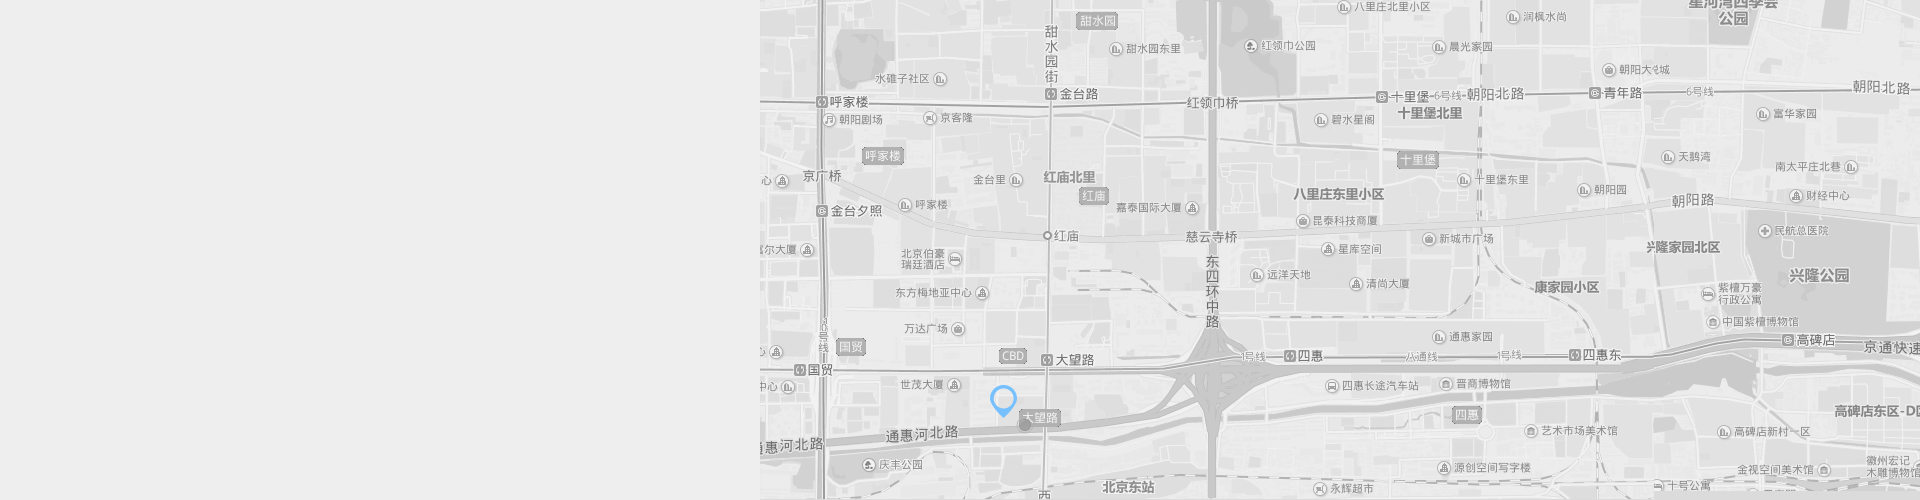 八里庄北里小区
润枫水尚
公园
甜水园
甜水园街
甜水园东里
红领巾公园
晨光家园
水碓子社区
朝阳大
城
金台路
呼家楼
红领巾桥
十里堡
6号线
朝阳北路
青年路
6号线
朝阳北路
十里堡北里
朝阳剧场
京客隆
碧水星阁
富华家园
呼家楼
十里堡
天鹅湾
南太平庄北巷
心
京广桥
金台里
红庙北里
红庙
十里堡东里
朝阳园
八里庄东里小区
财经中心
朝阳路
金台夕照
呼家楼
嘉泰国际大厦
昆泰科技商厦
红庙
慈云寺桥
新城市广场
民航总医院
兴隆家园北区
尔大厦
北京伯豪
瑞廷酒店
星库空间
东四环中路
远洋天地
清尚大厦
兴隆公园
康家园小区
东方梅地亚中心
紫檀万豪
行政公寓
10号线
万达广场
中国紫檀博物馆
通惠家园
高碑店
京通快速
国贸
CBD
大望路
1号线
四惠
八通线
1号线
四惠东
国贸
中心
世茂大厦
四惠长途汽车站
晋商博物馆
大望路
四惠
高碑店东区-D区
通惠河北路
通惠河北路
艺术市场美术馆
高碑店新村一区
庆丰公园
源创空间写字楼
金视空间美术馆
徽州宏记
木雕博物馆
北京东站
永辉超市
十号公寓
西